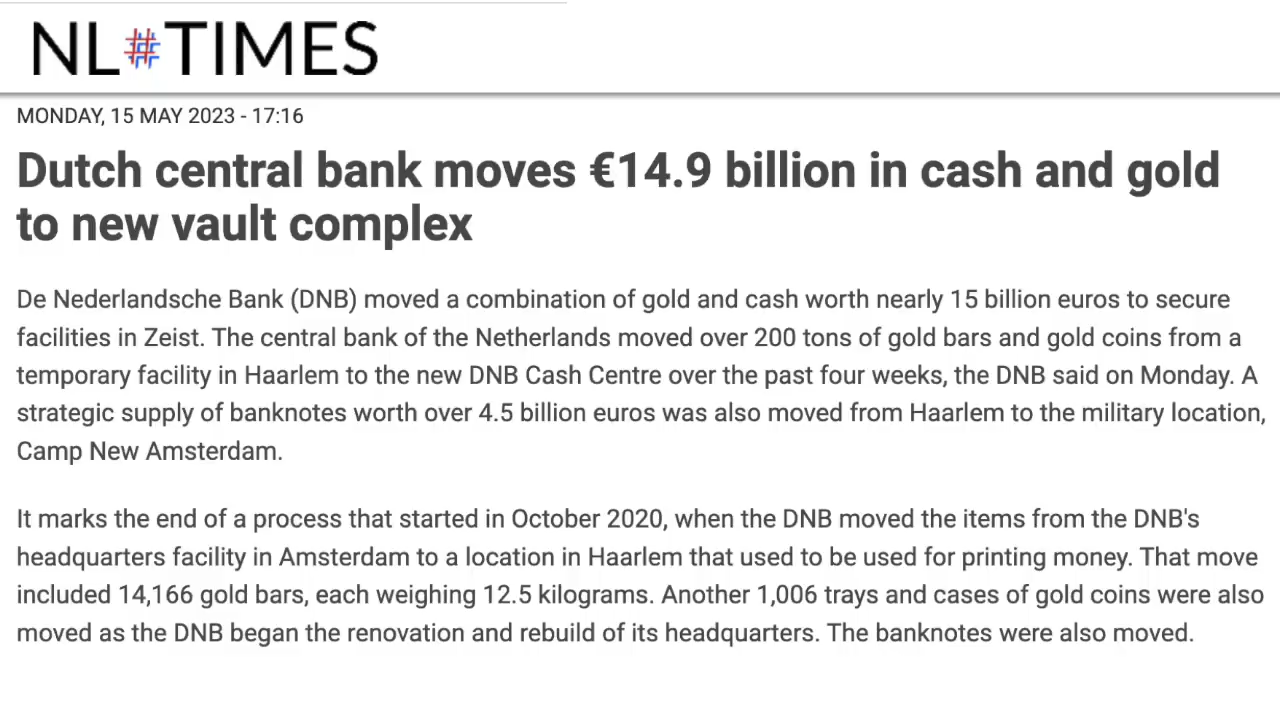 NL#TIMES
MONDAY, 15 MAY 2023 - 17:16
Dutch central bank moves €14.9 billion in cash and gold
to new vault complex
De Nederlandsche Bank (DNB) moved a combination of gold and cash worth nearly 15 billion euros to secure
facilities in Zeist. The central bank of the Netherlands moved over 200 tons of gold bars and gold coins from a
temporary facility in Haarlem to the new DNB Cash Centre over the past four weeks, the DNB said on Monday. A
strategic supply of banknotes worth over 4.5 billion euros was also moved from Haarlem to the military location,
Camp New Amsterdam.
It marks the end of a process that started in October 2020, when the DNB moved the items from the DNB's
headquarters facility in Amsterdam to a location in Haarlem that used to be used for printing money. That move
included 14,166 gold bars, each weighing 12.5 kilograms. Another 1,006 trays and cases of gold coins were also
moved as the DNB began the renovation and rebuild of its headquarters. The banknotes were also moved.